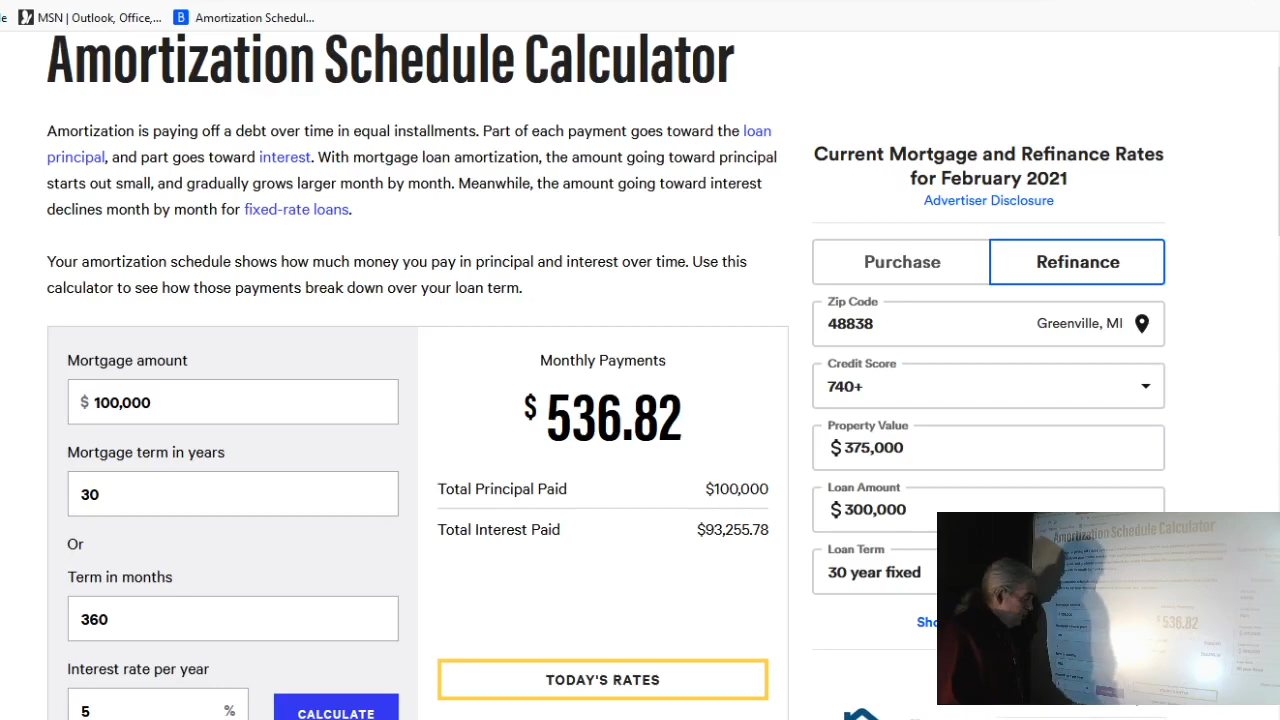 MSN | Outlook, Office,...
B Amortization Schedul...
Amortization Schedule Calculator
Amortization is paying off a debt over time in equal installments. Part of each payment goes toward the loan
principal, and part goes toward interest. With mortgage loan amortization, the amount going toward principal
starts out small, and gradually grows larger month by month. Meanwhile, the amount going toward interest
declines month by month for fixed-rate loans.
Your amortization schedule shows how much money you pay in principal and interest over time. Use this
calculator to see how those payments break down over your loan term.
Mortgage amount
$ 100,000
Mortgage term in years
30
Or
Term in months
360
Interest rate per year
5 %
CALCULATE
Monthly Payments
$ 536.82
Total Principal Paid $100,000
Total Interest Paid $93,255.78
TODAY'S RATES
Current Mortgage and Refinance Rates
for February 2021
Advertiser Disclosure
Purchase Refinance
Zip Code
48838 Greenville, MI
Credit Score
740+
Property Value
$ 375,000
Loan Amount
$ 300,000
Loan Term
30 year fixed
Amortization Schedule Calculator
536.82